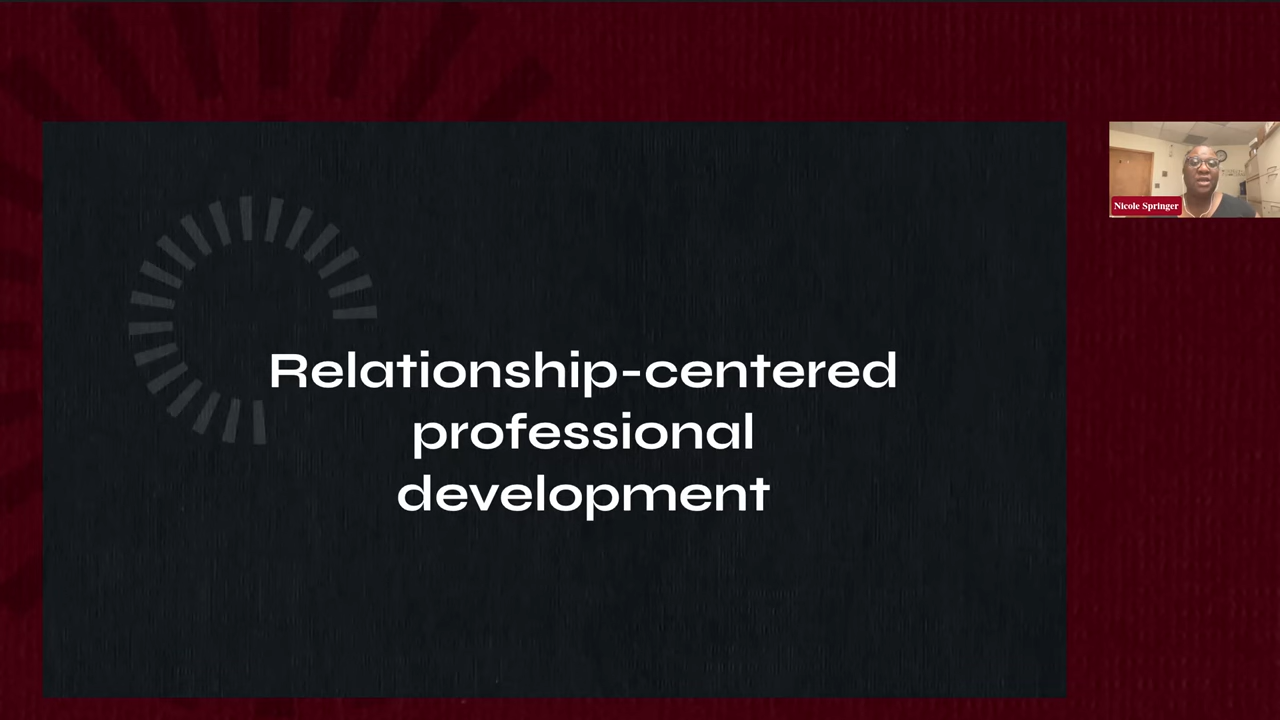 Relationship-centered
professional
development
Nicole Springer